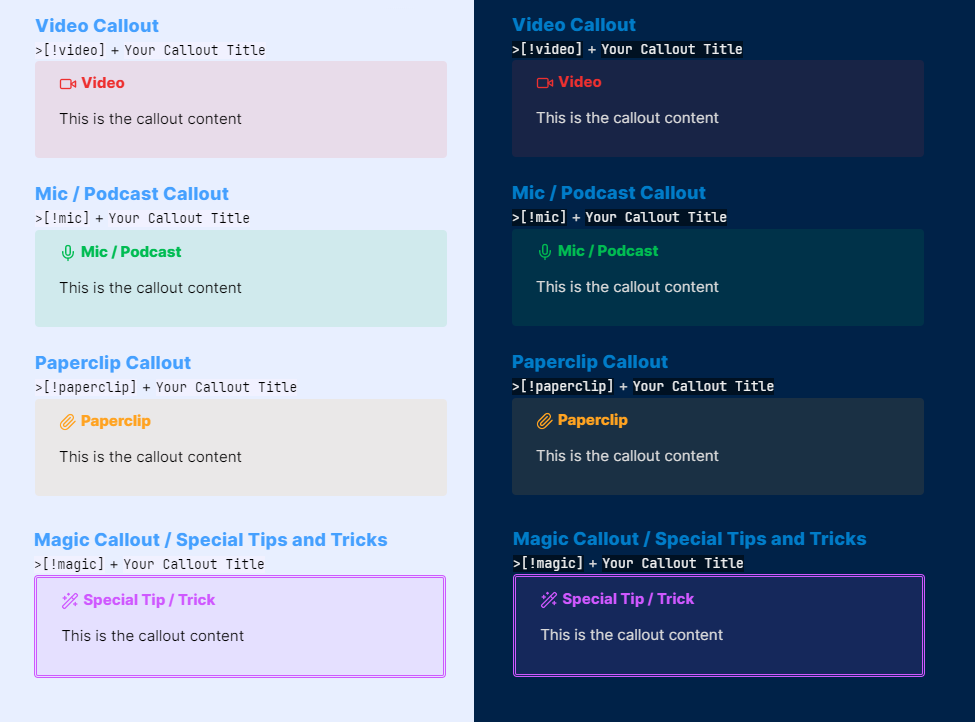 Video Callout
>[!video] + Your Callout Title
Video
This is the callout content
Mic / Podcast Callout
>[!mic] + Your Callout Title
Mic / Podcast
This is the callout content
Paperclip Callout
>[!paperclip] + Your Callout Title
Paperclip
This is the callout content
Magic Callout / Special Tips and Tricks
>[!magic] + Your Callout Title
Special Tip / Trick
This is the callout content
Video Callout
>[!video] + Your Callout Title
Video
This is the callout content
Mic / Podcast Callout
>[!mic] + Your Callout Title
Mic / Podcast
This is the callout content
Paperclip Callout
>[!paperclip] + Your Callout Title
Paperclip
This is the callout content
Magic Callout / Special Tips and Tricks
>[!magic] + Your Callout Title
Special Tip / Trick
This is the callout content